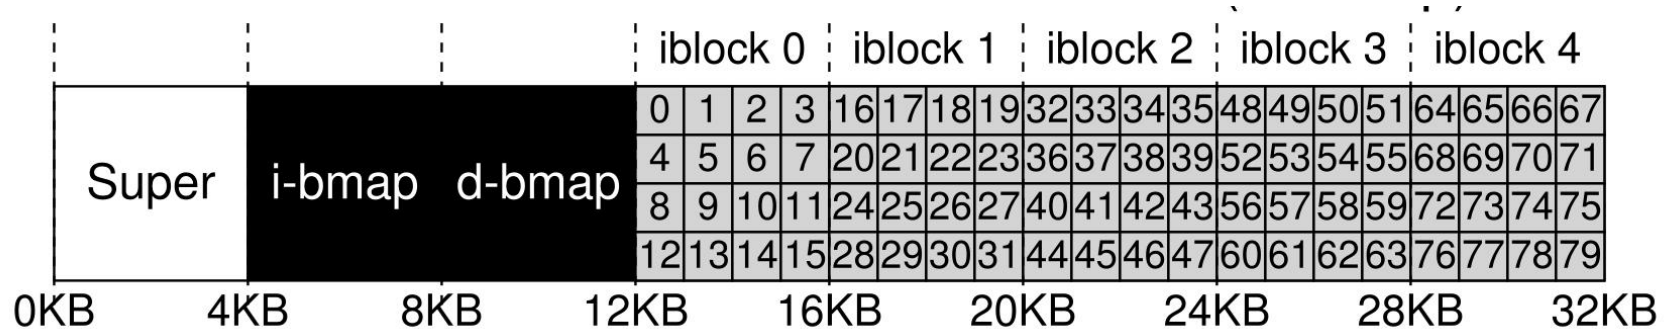 iblock 0 iblock 1 iblock 2 iblock 3 iblock 4
0 1 2 3 16 17 18 19 32 33 34 35 48 49 50 51 64 65 66 67
4 5 6 7 20 21 22 23 36 37 38 39 52 53 54 55 68 69 70 71
Super i-bmap d-bmap
8 9 10 11 24 25 26 27 40 41 42 43 56 57 58 59 72 73 74 75
12 13 14 15 28 29 30 31 44 45 46 47 60 61 62 63 76 77 78 79
0KB 4KB 8KB 12KB 16KB 20KB 24KB 28KB 32KB